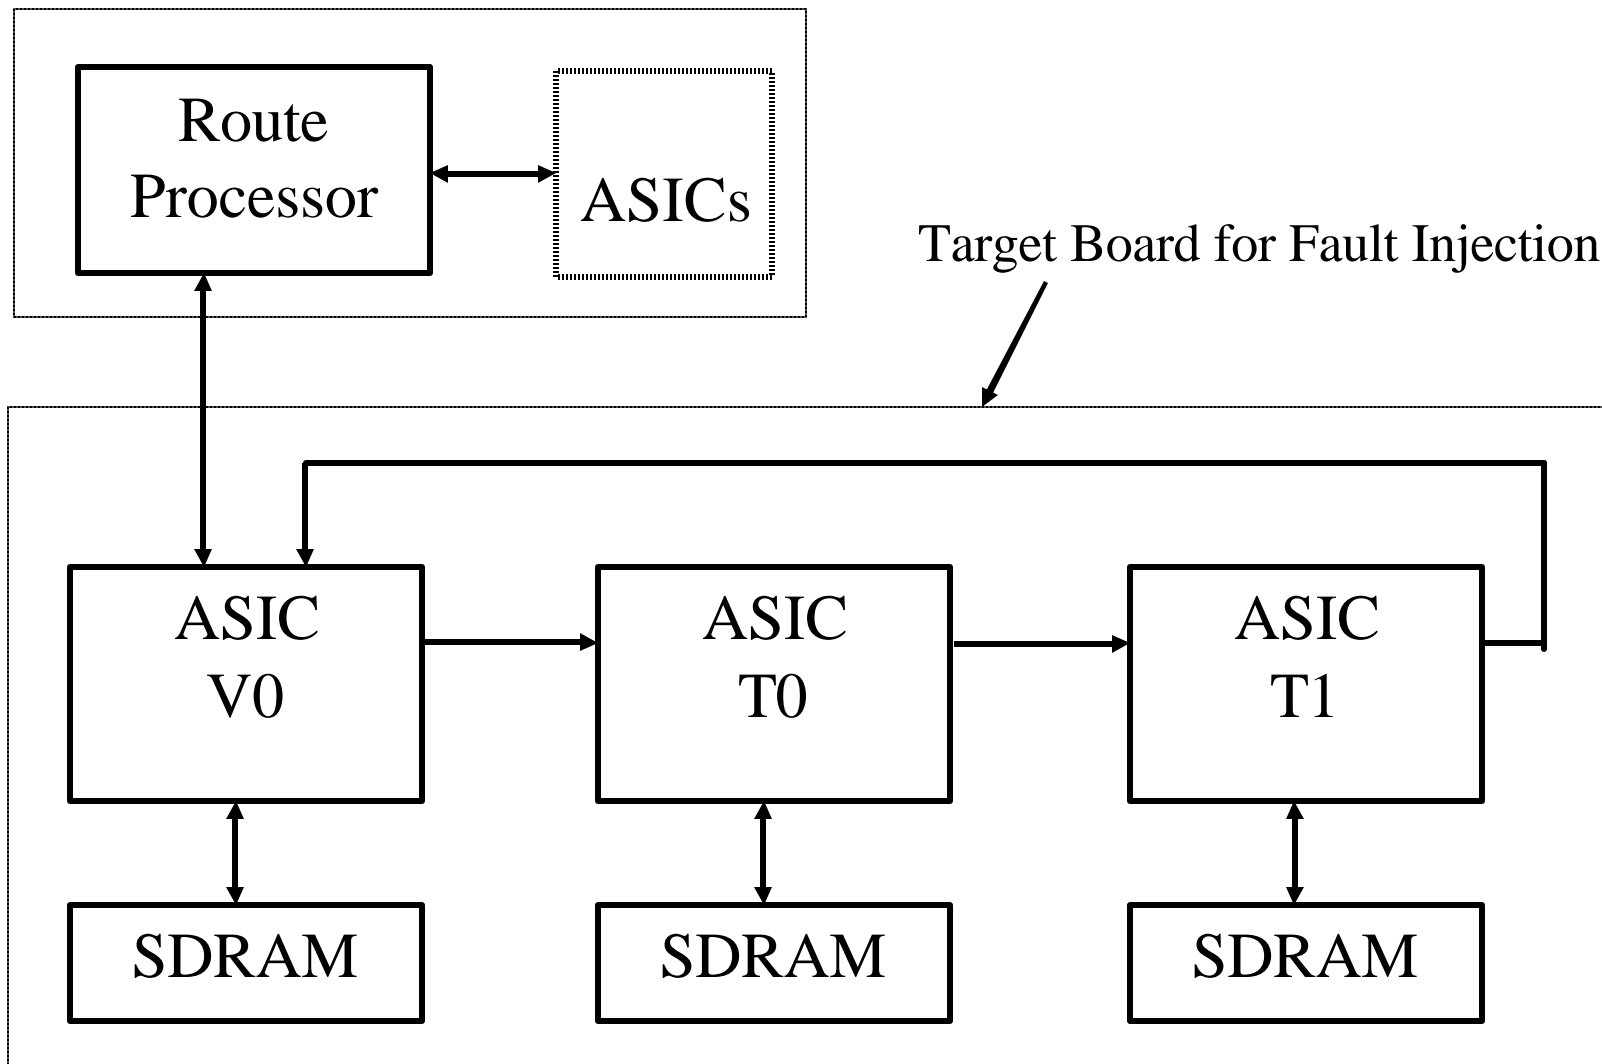 Route
Processor
ASICs
Target Board for Fault Injection
ASIC
V0
ASIC
T0
ASIC
T1
SDRAM
SDRAM
SDRAM